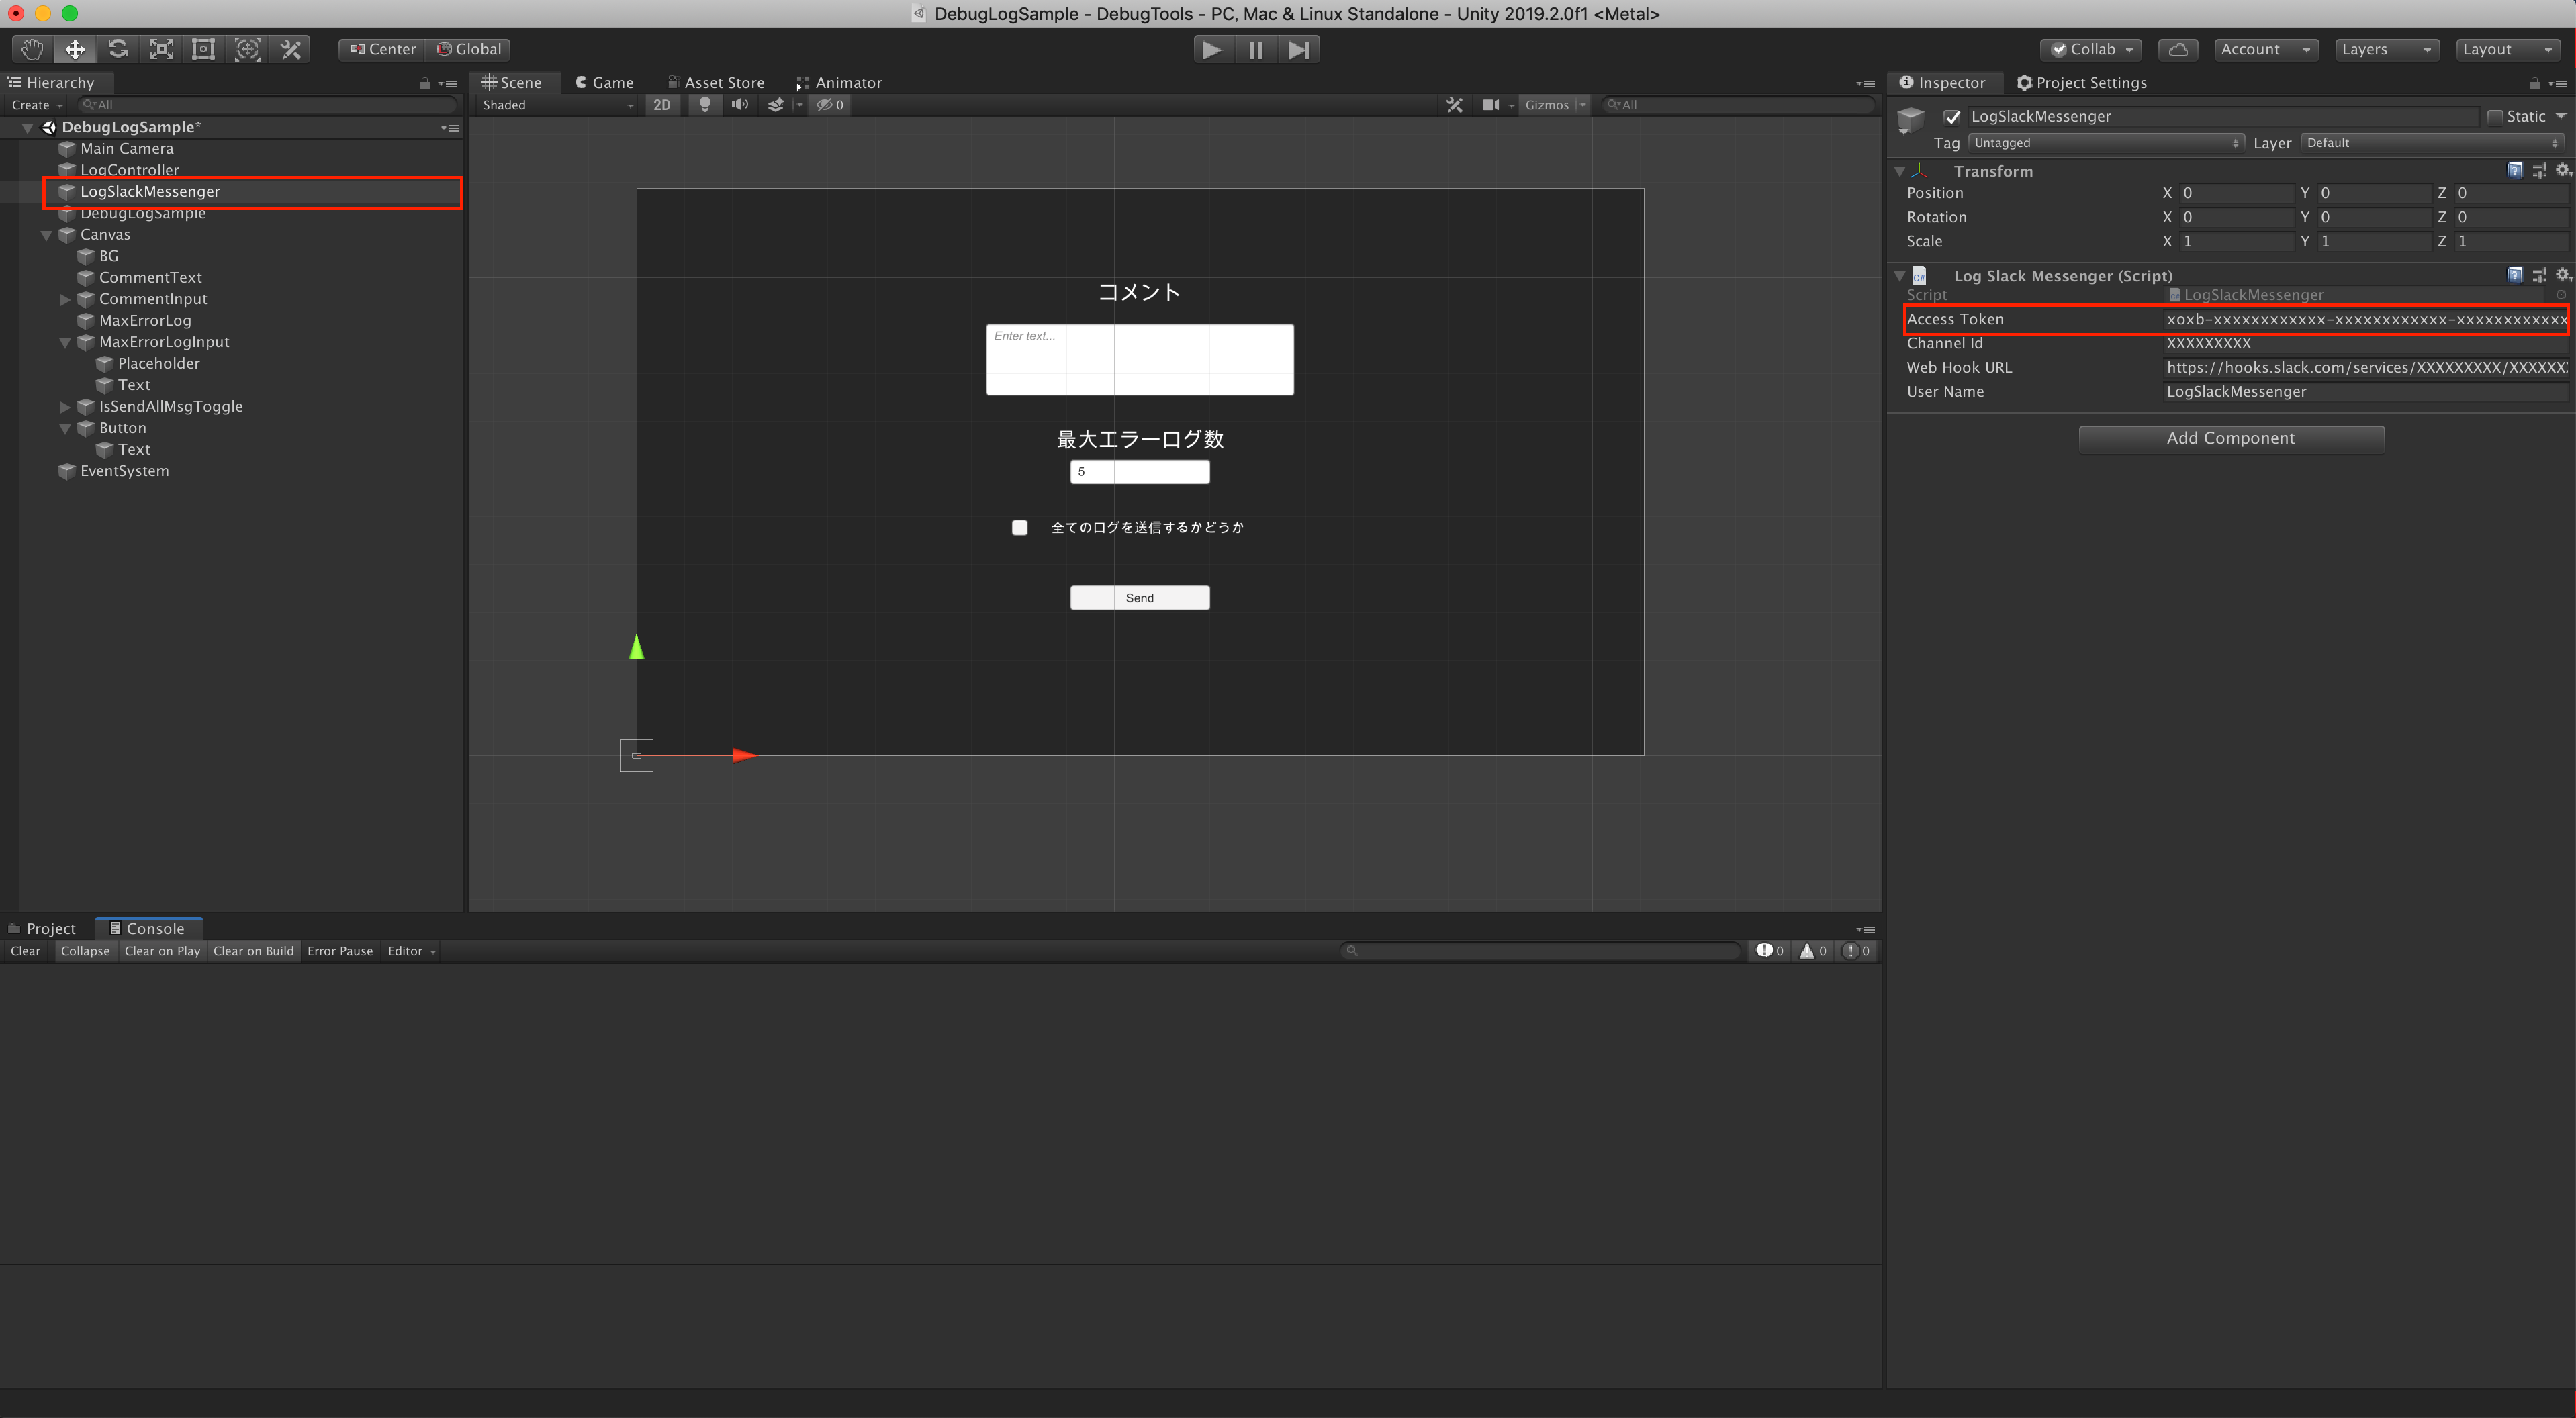 DebugLogSample - DebugTools - PC, Mac & Linux Standalone - Unity 2019.2.0f1 <Metal>
Center Global Collab Account Layers Layout
Hierarchy
Create All
DebugLogSample*
Main Camera
LogController
LogSlackMessenger
DebugLogSample
Canvas
BG
CommentText
CommentInput
MaxErrorLog
MaxErrorLogInput
Placeholder
Text
IsSendAllMsgToggle
Button
Text
EventSystem
Scene Game Asset Store Animator
Shaded 2D 0 Gizmos All
コメント
Enter text...
最大エラーログ数
5
全てのログを送信するかどうか
Send
Inspector Project Settings
LogSlackMessenger Static
Tag Untagged Layer Default
Transform
Position X 0 Y 0 Z 0
Rotation X 0 Y 0 Z 0
Scale X 1 Y 1 Z 1
Log Slack Messenger (Script)
Script LogSlackMessenger
Access Token xoxb-xxxxxxxxxxxx-xxxxxxxxxxxx-xxxxxxxxxxxx
Channel Id XXXXXXXXX
Web Hook URL https://hooks.slack.com/services/XXXXXXXXX/XXXXXX
User Name LogSlackMessenger
Add Component
Project Console
Clear Collapse Clear on Play Clear on Build Error Pause Editor 0 0 0